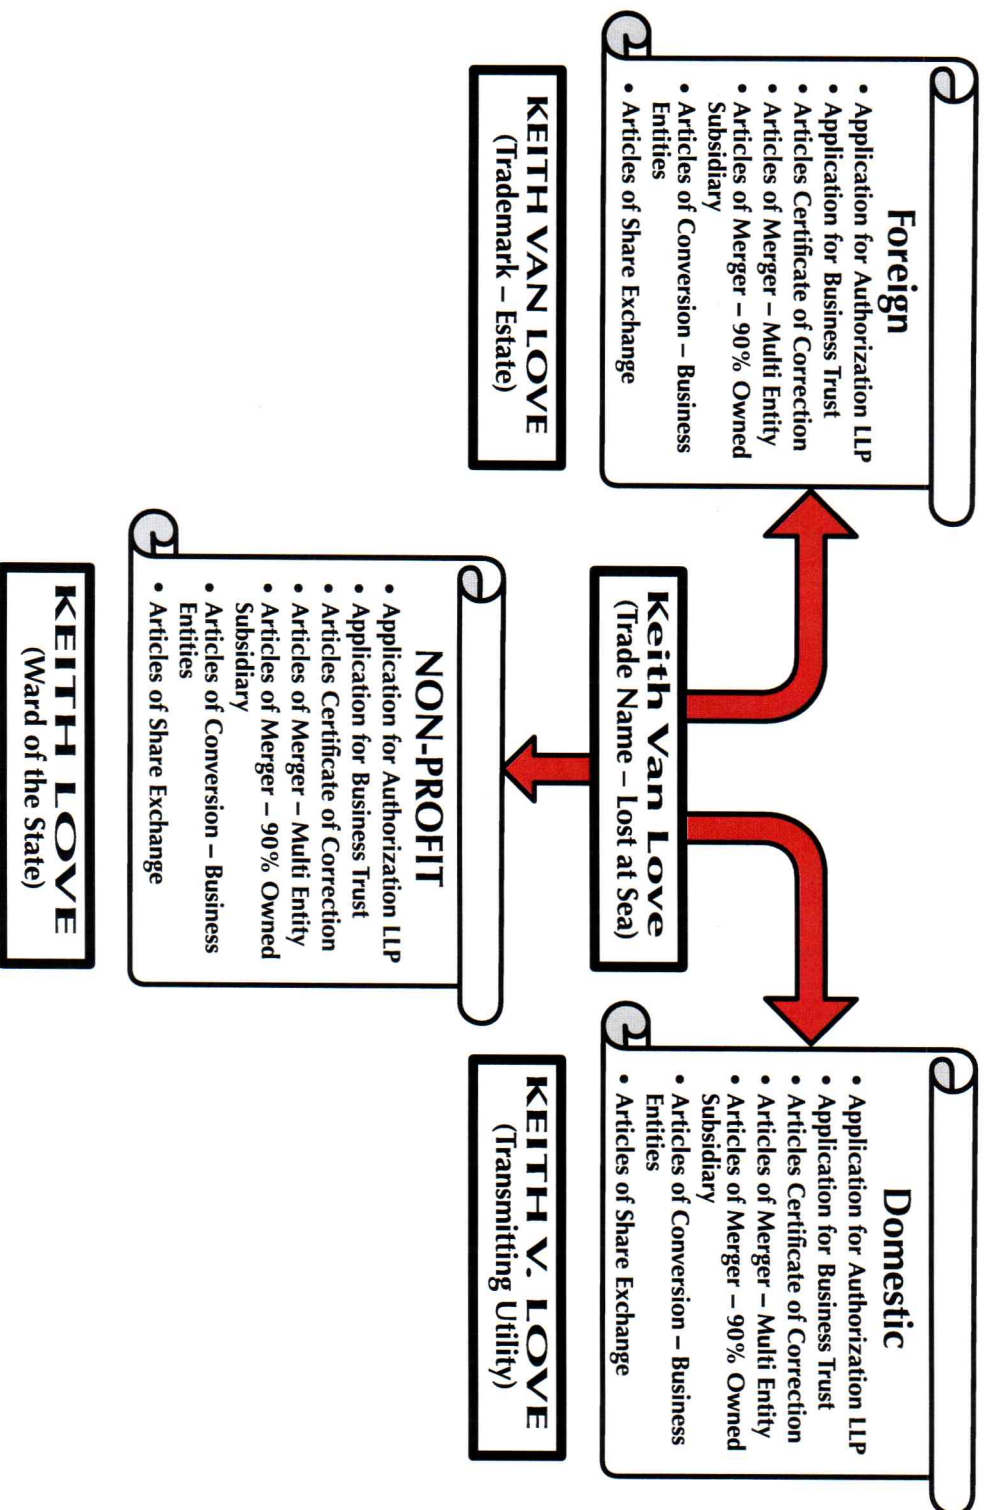 Foreign
• Application for Authorization LLP
• Application for Business Trust
• Articles Certificate of Correction
• Articles of Merger – Multi Entity
• Articles of Merger – 90% Owned
Subsidiary
• Articles of Conversion – Business
Entities
• Articles of Share Exchange
KEITH VAN LOVE
(Trademark – Estate)
Keith Van Love
(Trade Name – Lost at Sea)
NON-PROFIT
• Application for Authorization LLP
• Application for Business Trust
• Articles Certificate of Correction
• Articles of Merger – Multi Entity
• Articles of Merger – 90% Owned
Subsidiary
• Articles of Conversion – Business
Entities
• Articles of Share Exchange
KEITH LOVE
(Ward of the State)
Domestic
• Application for Authorization LLP
• Application for Business Trust
• Articles Certificate of Correction
• Articles of Merger – Multi Entity
• Articles of Merger – 90% Owned
Subsidiary
• Articles of Conversion – Business
Entities
• Articles of Share Exchange
KEITH V. LOVE
(Transmitting Utility)